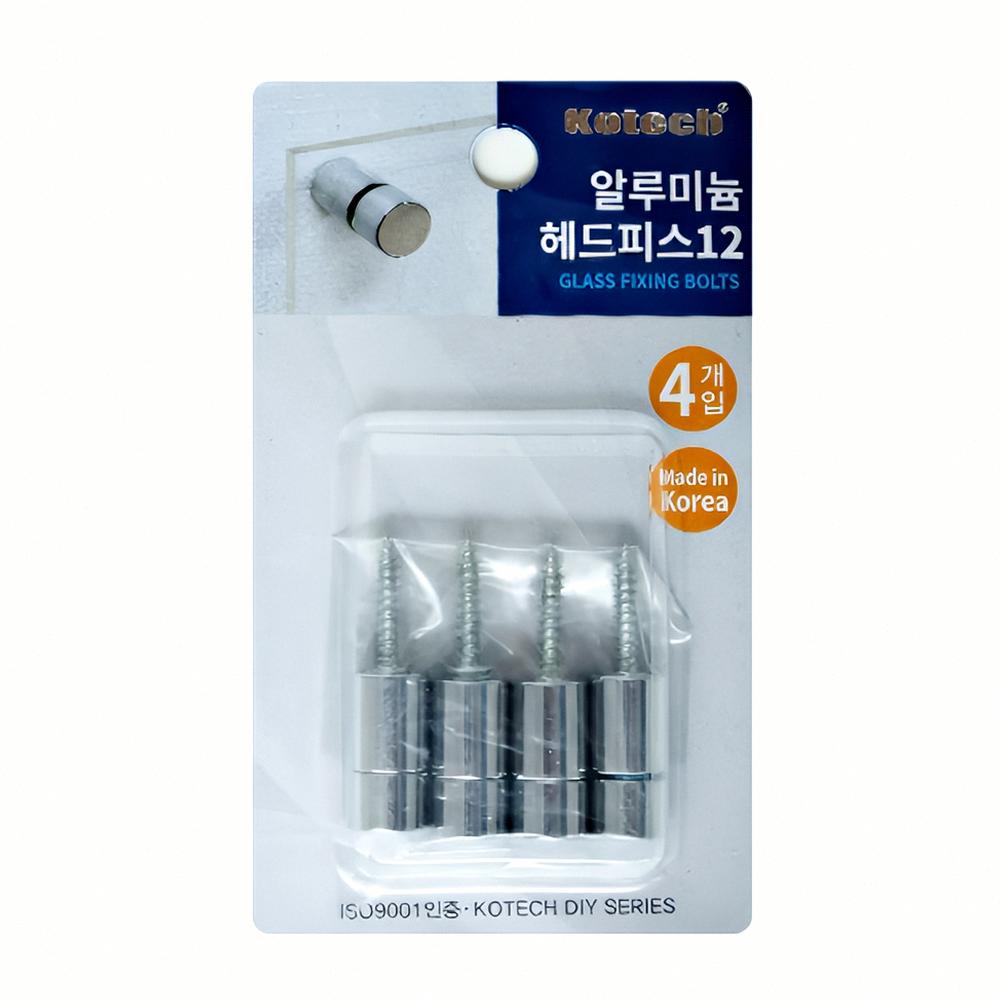 Kotech
알루미늄
헤드피스12
GLASS FIXING BOLTS
4개입
Made in
Korea
ISO9001인증·KOTECH DIY SERIES